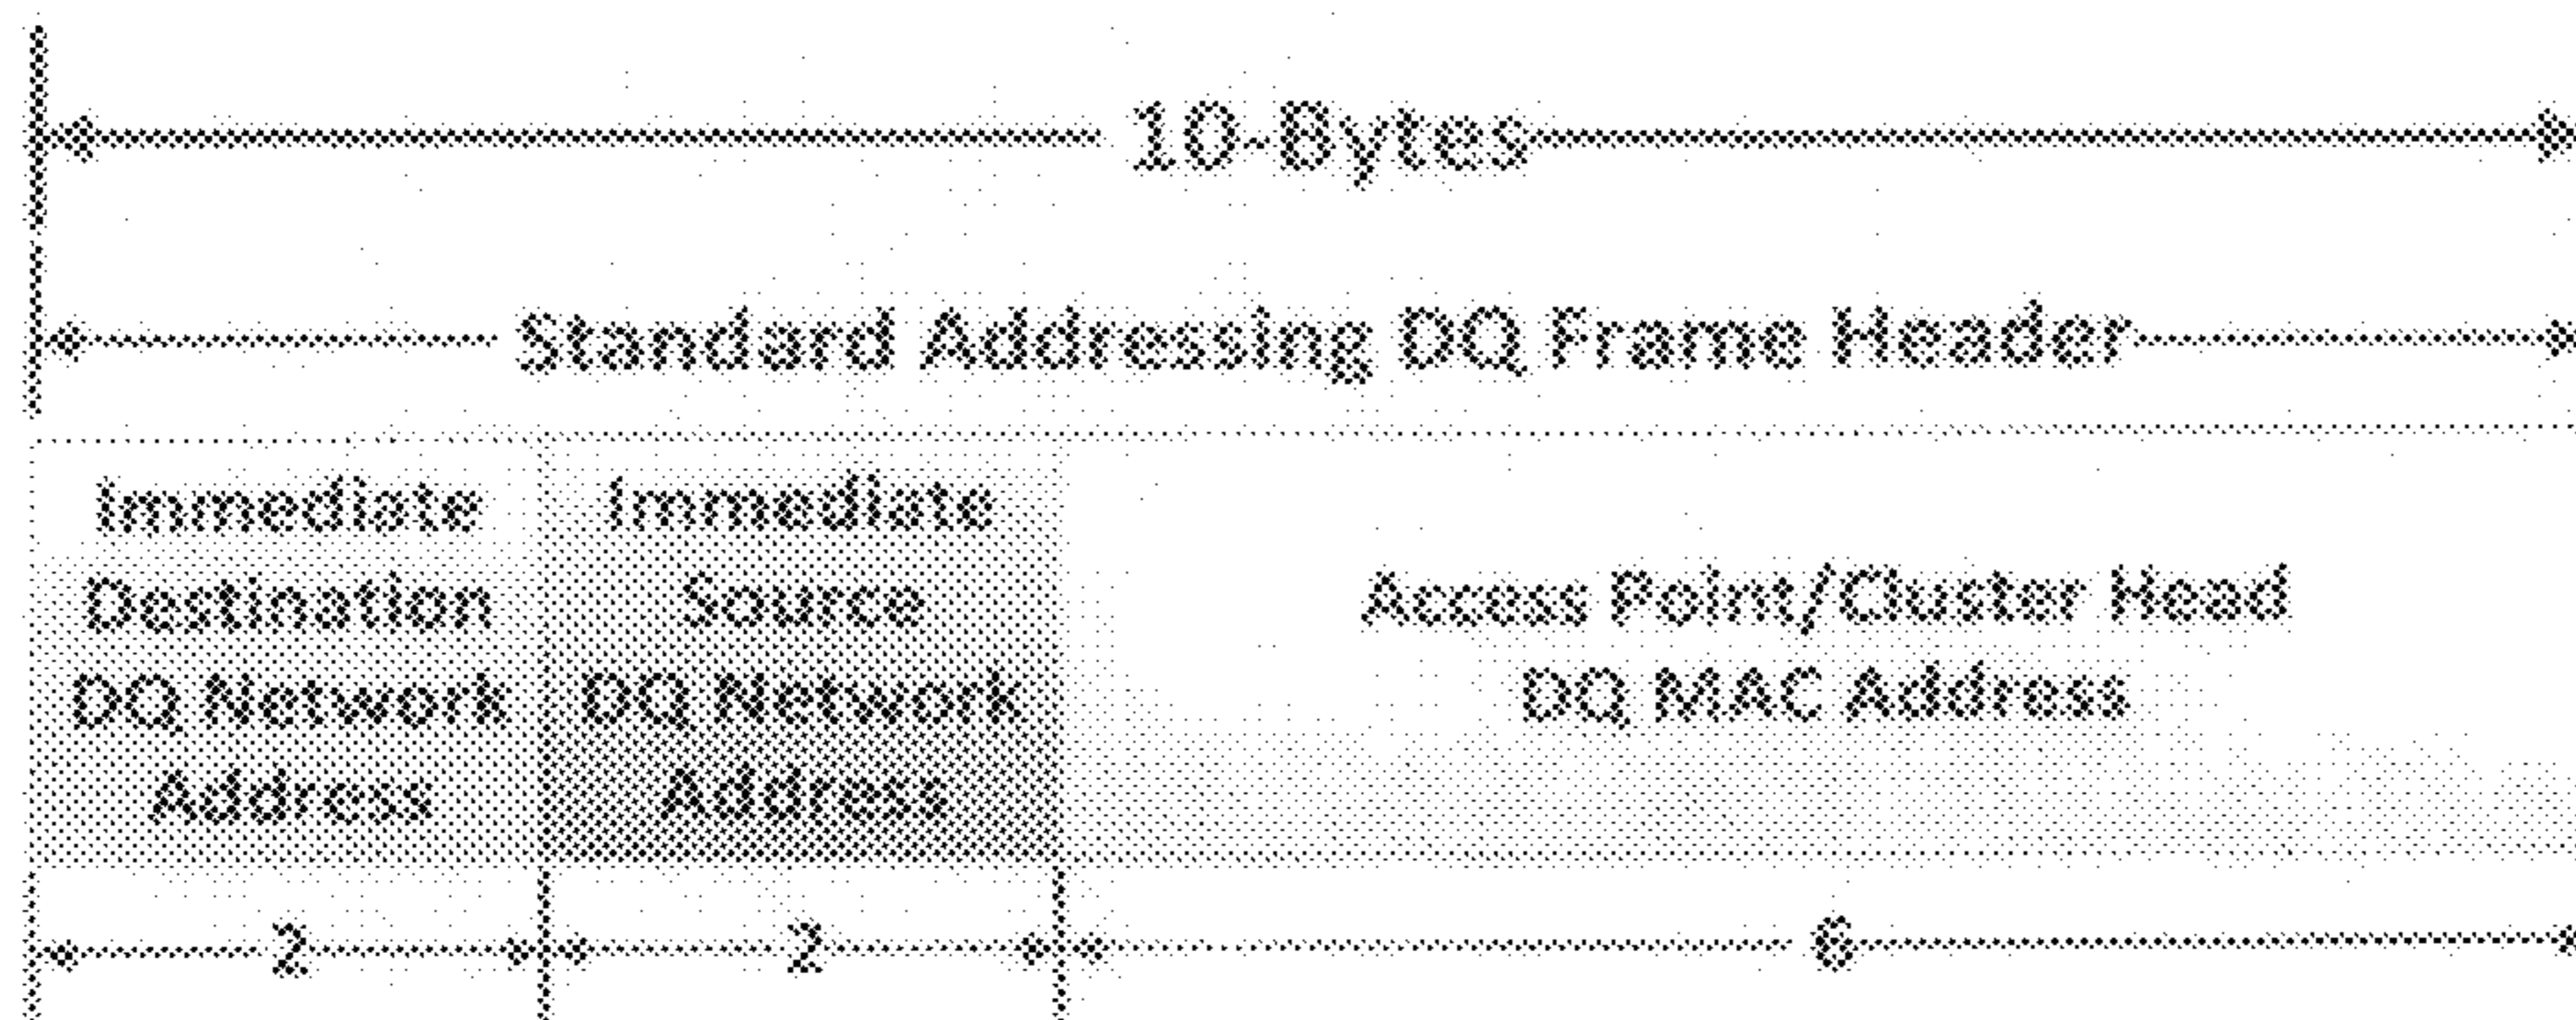 10-Bytes
Standard Addressing DQ Frame Header
Immediate
Destination
DQ Network
Address
Immediate
Source
DQ Network
Address
Access Point/Cluster Head
DQ MAC Address
2
2
6